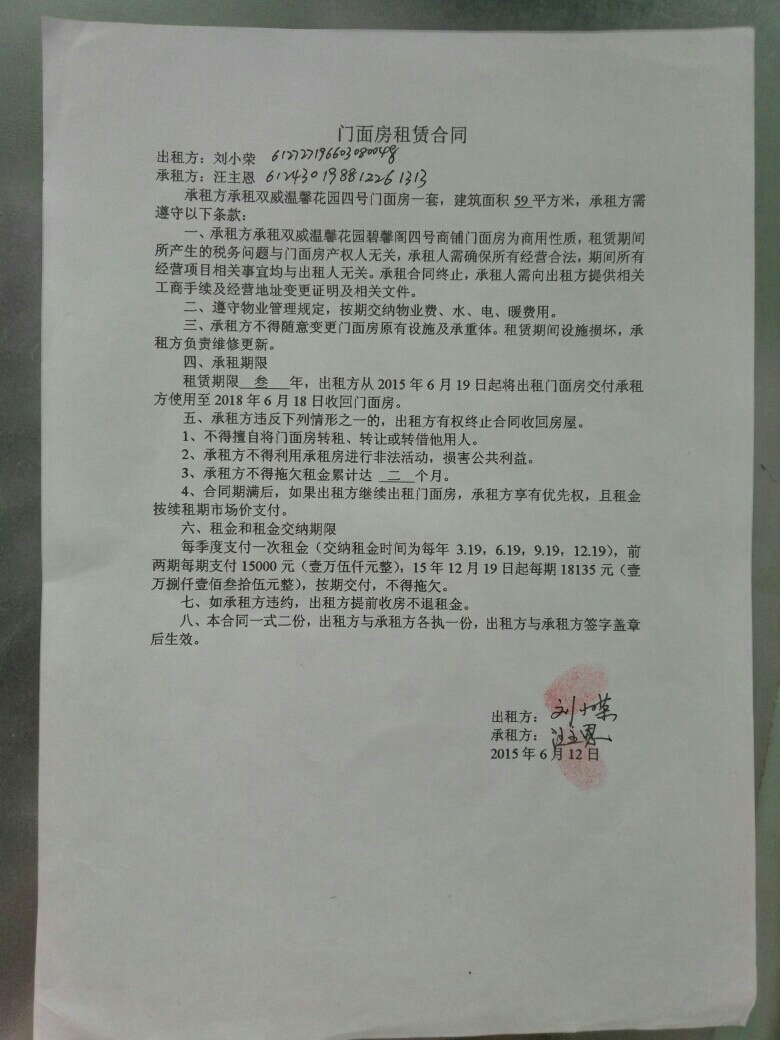 门面房租赁合同
出租方：刘小荣 612727196603080048
承租方：汪主恩 612430198812261313
承租方承租双威温馨花园四号门面房一套，建筑面积 59 平方米，承租方需
遵守以下条款：
一、承租方承租双威温馨花园碧馨阁四号商铺门面房为商用性质，租赁期间
所产生的税务问题与门面房产权人无关，承租人需确保所有经营合法，期间所有
经营项目相关事宜均与出租人无关。承租合同终止，承租人需向出租方提供相关
工商手续及经营地址变更证明及相关文件。
二、遵守物业管理规定，按期交纳物业费、水、电、暖费用。
三、承租方不得随意变更门面房原有设施及承重体。租赁期间设施损坏，承
租方负责维修更新。
四、承租期限
租赁期限 叁 年，出租方从 2015 年 6 月 19 日起将出租门面房交付承租
方使用至 2018 年 6 月 18 日收回门面房。
五、承租方违反下列情形之一的，出租方有权终止合同收回房屋。
1、不得擅自将门面房转租、转让或转借他用人。
2、承租方不得利用承租房进行非法活动，损害公共利益。
3、承租方不得拖欠租金累计达 二 个月。
4、合同期满后，如果出租方继续出租门面房，承租方享有优先权，且租金
按续租期市场价支付。
六、租金和租金交纳期限
每季度支付一次租金（交纳租金时间为每年 3.19，6.19，9.19，12.19），前
两期每期支付 15000 元（壹万伍仟元整），15 年 12 月 19 日起每期 18135 元（壹
万捌仟壹佰叁拾伍元整），按期交付，不得拖欠。
七、如承租方违约，出租方提前收房不退租金。
八、本合同一式二份，出租方与承租方各执一份，出租方与承租方签字盖章
后生效。
出租方：刘小荣
承租方：汪主恩
2015 年 6 月 12 日